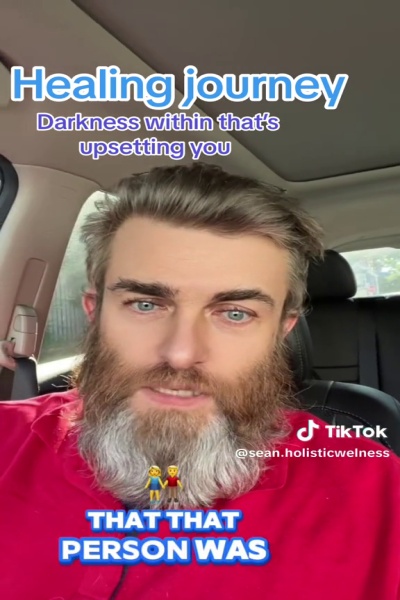 Healing journey
Darkness within that's
upsetting you
TikTok
@sean.holisticwelness
THAT THAT
PERSON WAS